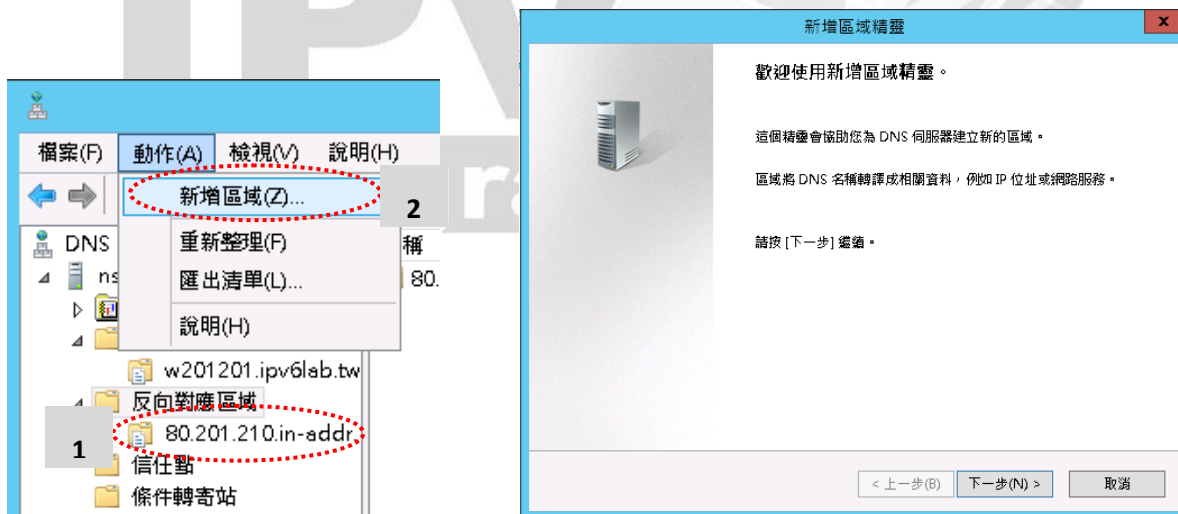 檔案(F) 動作(A) 檢視(V) 說明(H)
新增區域(Z)...
2
重新整理(F)
稱
匯出清單(L)...
80.
說明(H)
DNS
ns
w201201.ipv6lab.tw
反向對應區域
1
80.201.210.in-addr
信任點
條件轉寄站
新增區域精靈
x
歡迎使用新增區域精靈。
這個精靈會協助您為 DNS 伺服器建立新的區域。
區域將 DNS 名稱轉譯成相關資料，例如 IP 位址或網路服務。
請按 [下一步] 繼續。
< 上一步(B) 下一步(N) > 取消